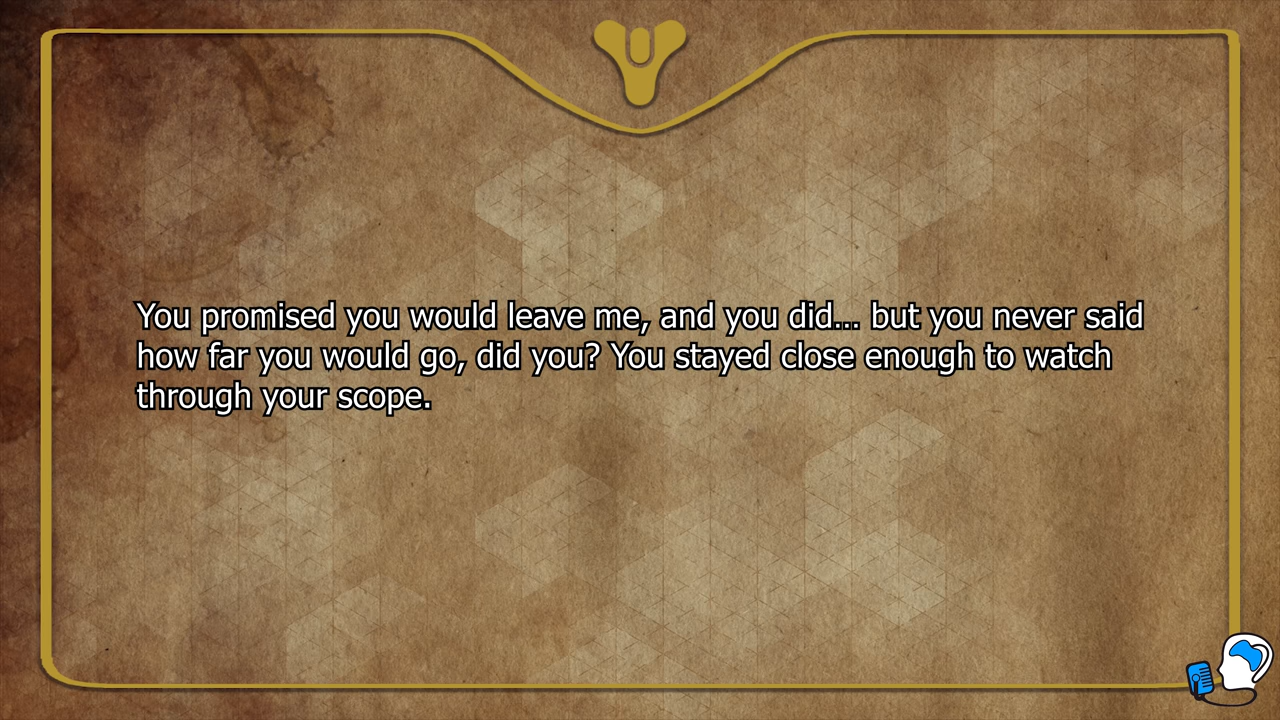 You promised you would leave me, and you did... but you never said
how far you would go, did you? You stayed close enough to watch
through your scope.